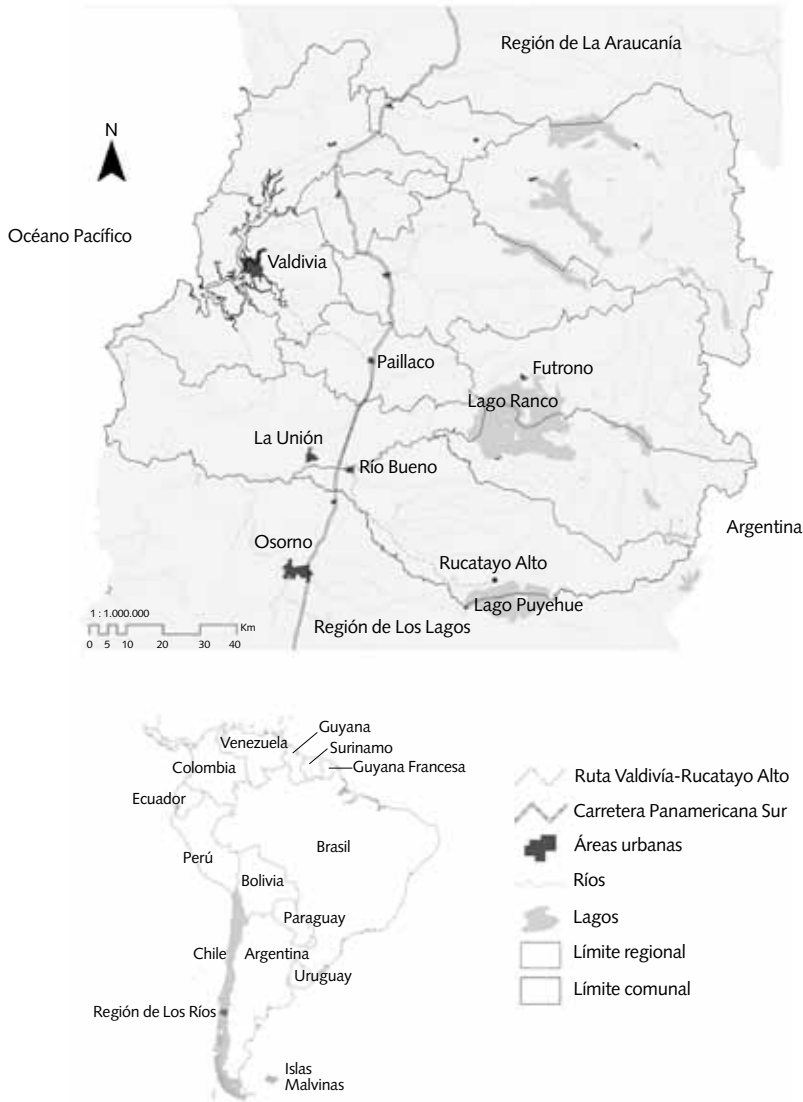 Región de La Araucanía
N
Océano Pacífico
Valdivia
Paillaco
Futrono
Lago Ranco
La Unión
Río Bueno
Argentina
Osorno
Rucatayo Alto
Lago Puyehue
1 : 1.000.000
Km
0 5 10 20 30 40
Región de Los Lagos
Guyana
Venezuela
Surinamo
Colombia
Guyana Francesa
Ecuador
Perú
Brasil
Bolivia
Paraguay
Chile
Argentina
Uruguay
Región de Los Ríos
Islas
Malvinas
Ruta Valdivía-Rucatayo Alto
Carretera Panamericana Sur
Áreas urbanas
Ríos
Lagos
Límite regional
Límite comunal